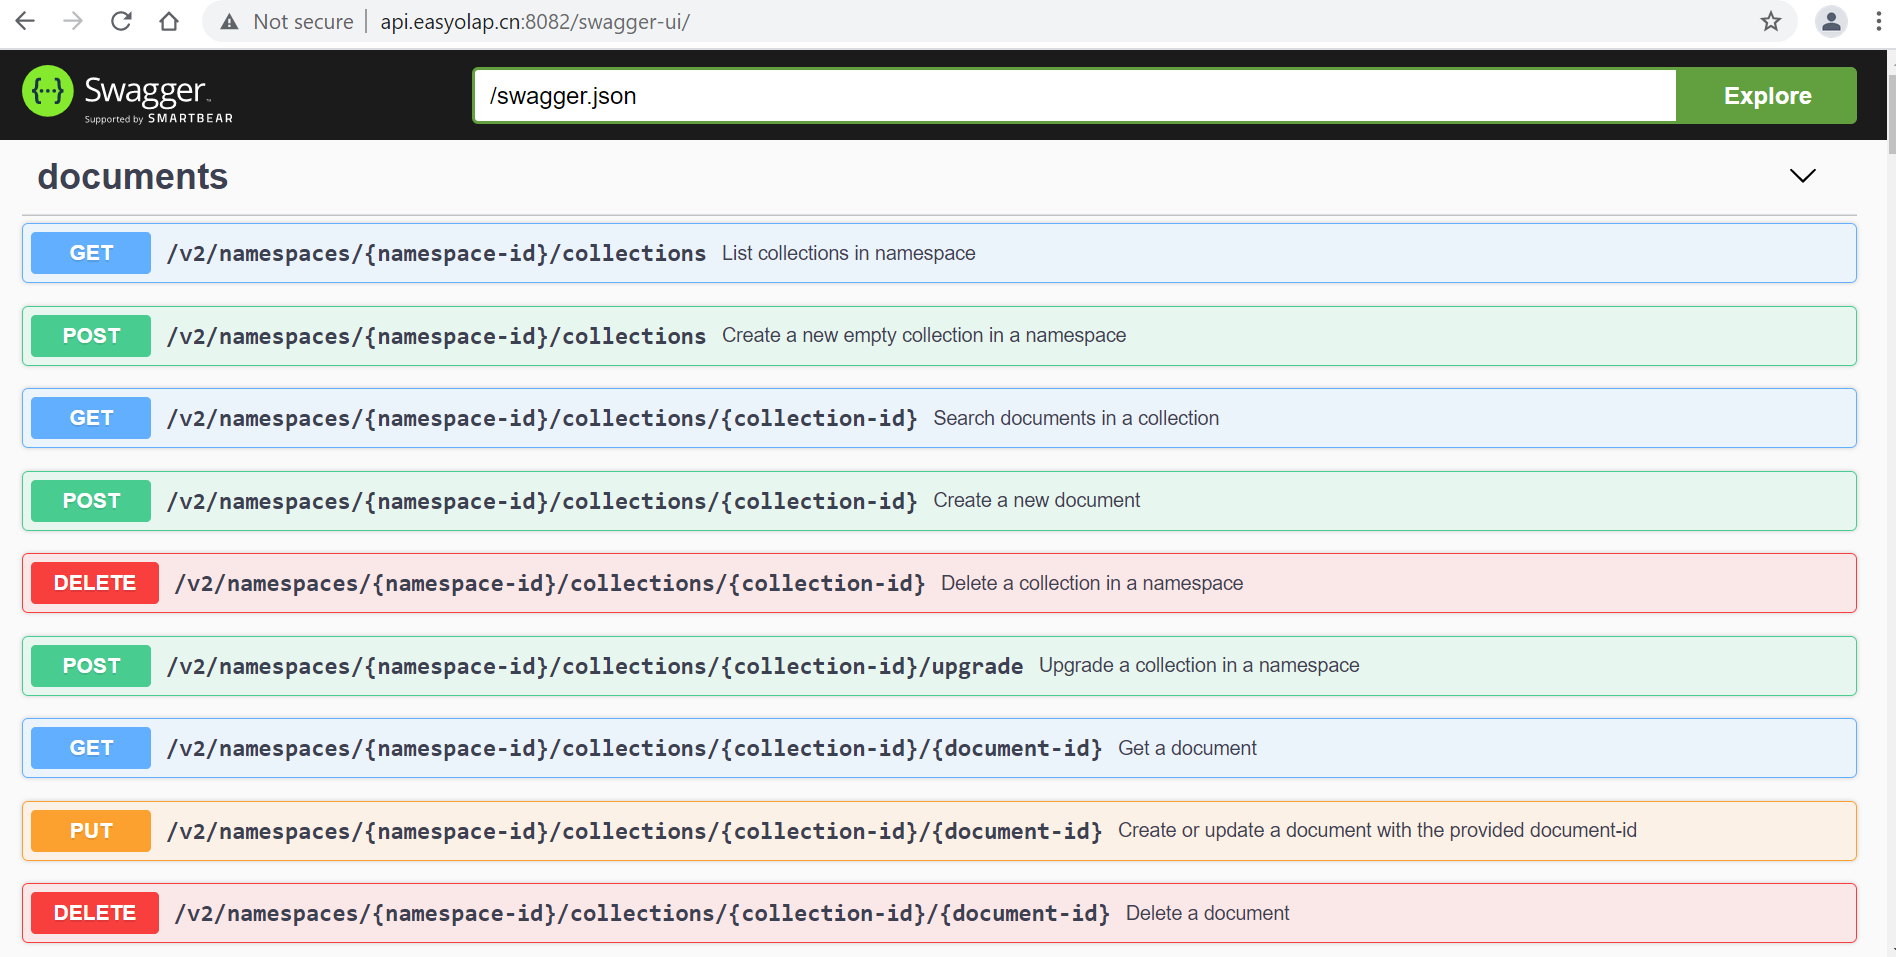 Not secure api.easyolap.cn:8082/swagger-ui/
{···} Swagger™
Supported by SMARTBEAR
/swagger.json
Explore
documents
GET /v2/namespaces/{namespace-id}/collections List collections in namespace
POST /v2/namespaces/{namespace-id}/collections Create a new empty collection in a namespace
GET /v2/namespaces/{namespace-id}/collections/{collection-id} Search documents in a collection
POST /v2/namespaces/{namespace-id}/collections/{collection-id} Create a new document
DELETE /v2/namespaces/{namespace-id}/collections/{collection-id} Delete a collection in a namespace
POST /v2/namespaces/{namespace-id}/collections/{collection-id}/upgrade Upgrade a collection in a namespace
GET /v2/namespaces/{namespace-id}/collections/{collection-id}/{document-id} Get a document
PUT /v2/namespaces/{namespace-id}/collections/{collection-id}/{document-id} Create or update a document with the provided document-id
DELETE /v2/namespaces/{namespace-id}/collections/{collection-id}/{document-id} Delete a document